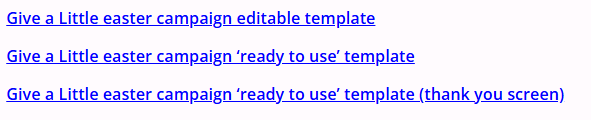 Give a Little easter campaign editable template
Give a Little easter campaign ‘ready to use’ template
Give a Little easter campaign ‘ready to use’ template (thank you screen)